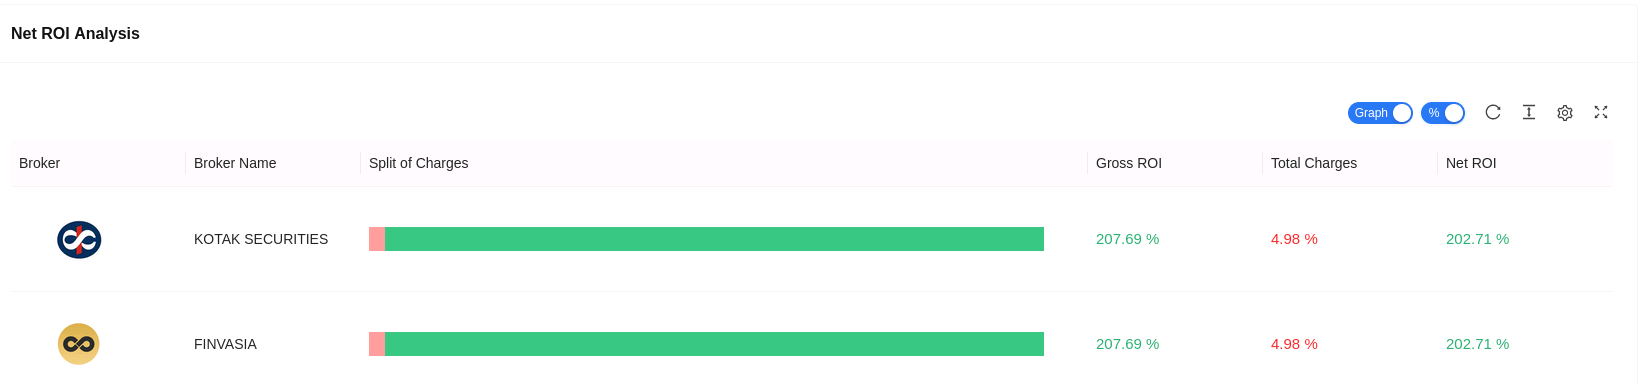 Net ROI Analysis
Graph %
Broker Broker Name Split of Charges Gross ROI Total Charges Net ROI
KOTAK SECURITIES 207.69 % 4.98 % 202.71 %
FINVASIA 207.69 % 4.98 % 202.71 %